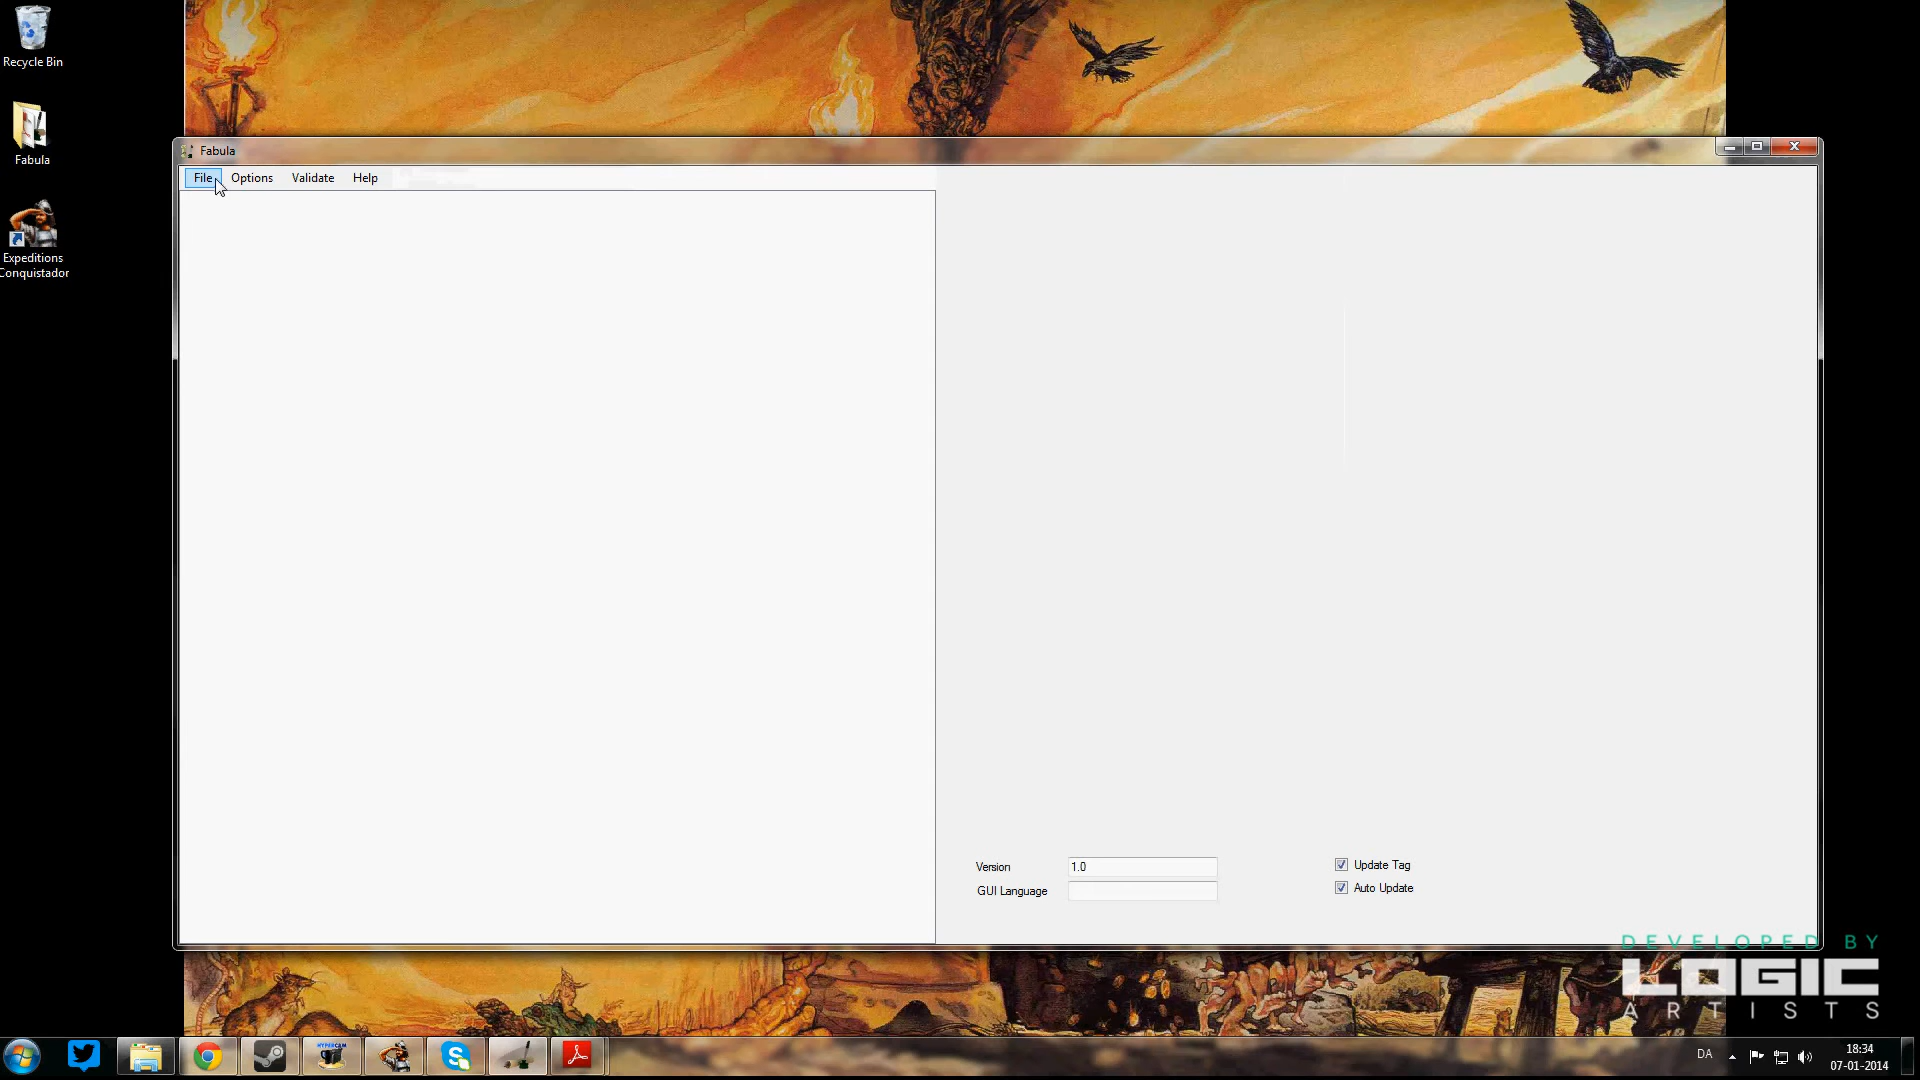 Recycle Bin
Fabula
Expeditions
Conquistador
Fabula
File Options Validate Help
Version 1.0
GUI Language
Update Tag
Auto Update
DEVELOPED BY
LOGIC
ARTISTS
HYPERCAM
DA
18:34
07-01-2014